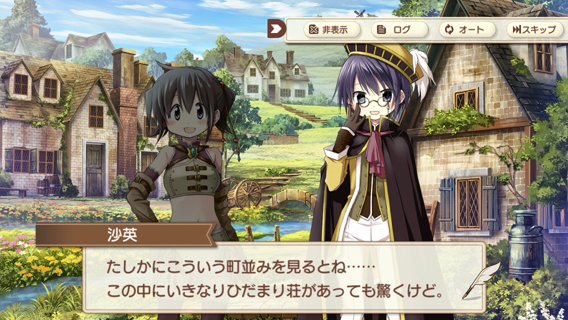 非表示
ログ
オート
スキップ
沙英
たしかにこういう町並みを見るとね……
この中にいきなりひだまり荘があっても驚くけど。